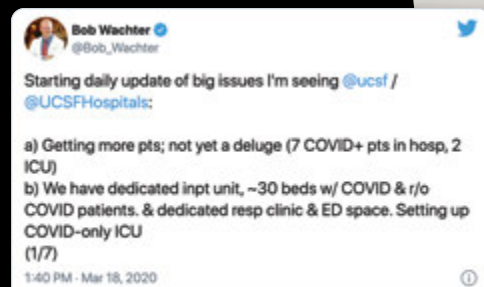 Bob Wachter
@Bob_Wachter
Starting daily update of big issues I'm seeing @ucsf /
@UCSFHospitals:
a) Getting more pts; not yet a deluge (7 COVID+ pts in hosp, 2
ICU)
b) We have dedicated inpt unit, ~30 beds w/ COVID & r/o
COVID patients. & dedicated resp clinic & ED space. Setting up
COVID-only ICU
(1/7)
1:40 PM · Mar 18, 2020